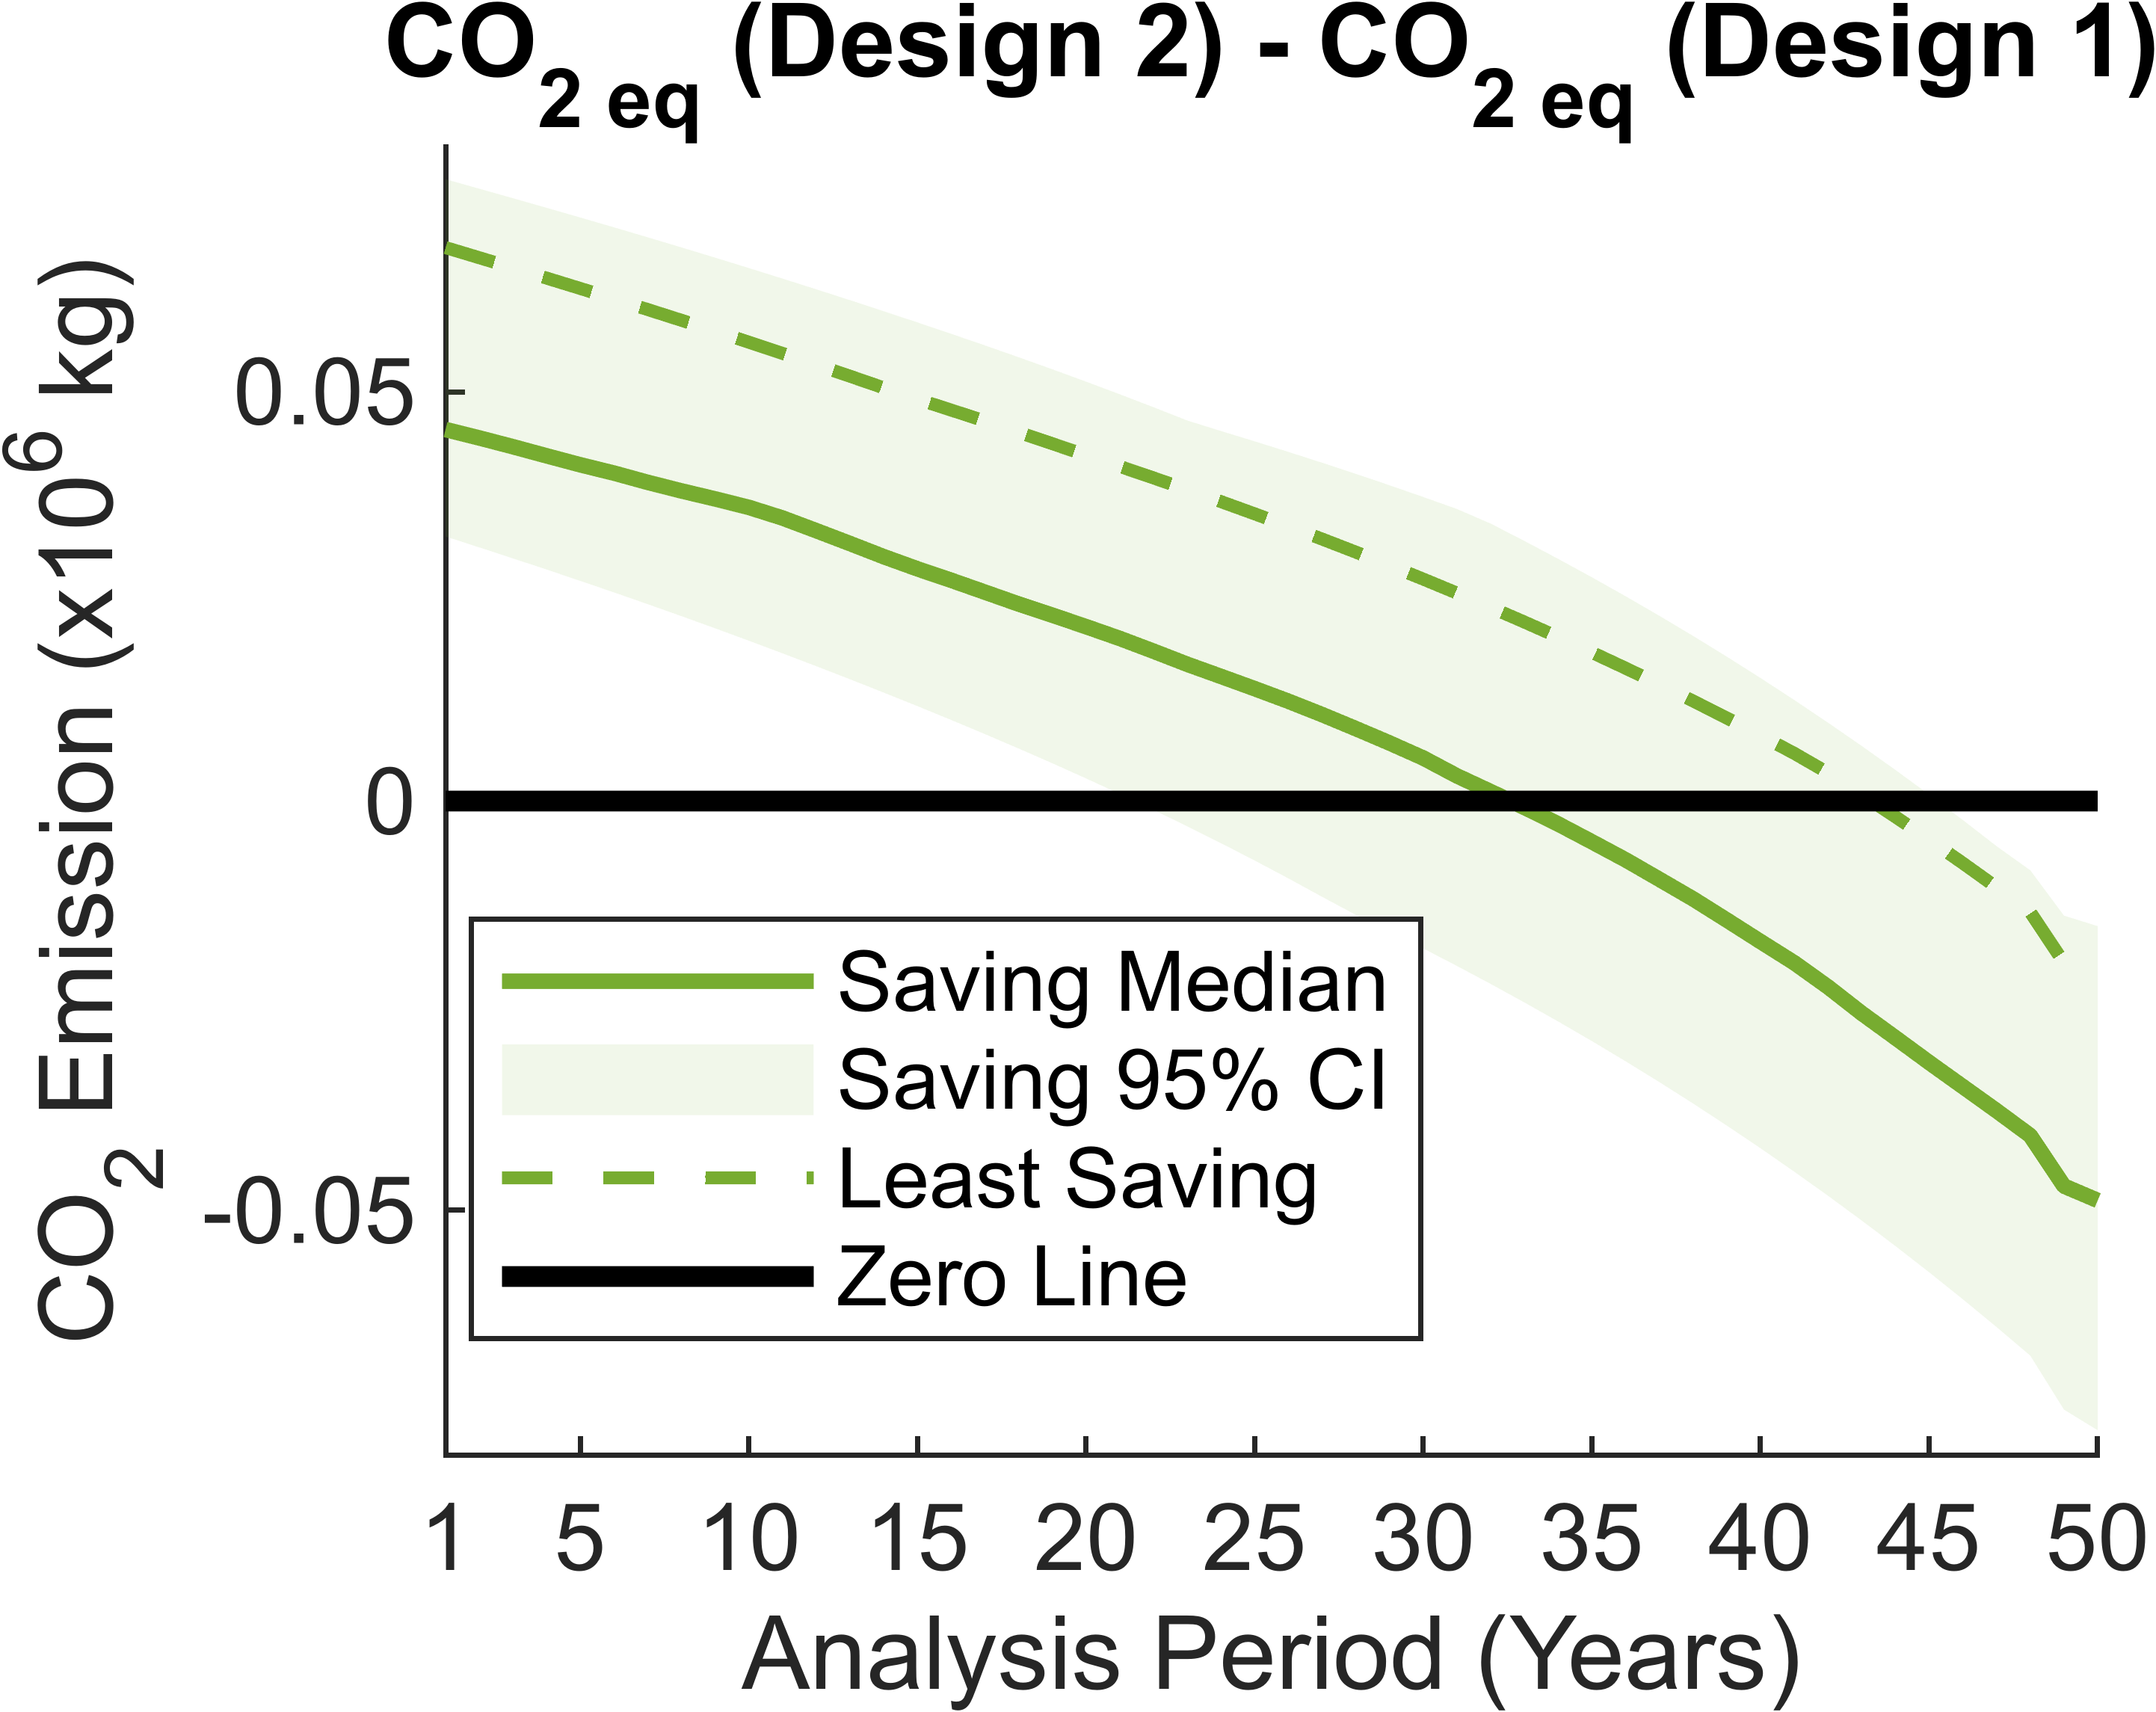 CO2 eq (Design 2) - CO2 eq (Design 1)
CO2 Emission (x10^6 kg)
0.05
0
-0.05
Saving Median
Saving 95% CI
Least Saving
Zero Line
1 5 10 15 20 25 30 35 40 45 50
Analysis Period (Years)